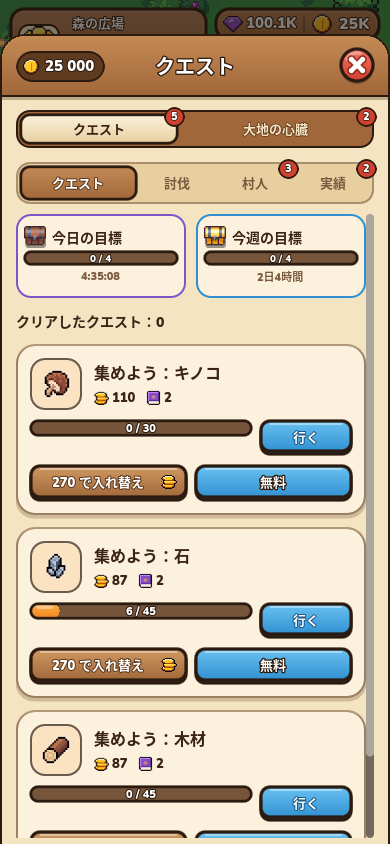 森の広場
100.1K
25K
25 000
クエスト
クエスト
5
大地の心臓
2
クエスト
討伐
村人
3
実績
2
今日の目標
0 / 4
4:35:08
今週の目標
0 / 4
2日4時間
クリアしたクエスト：0
集めよう：キノコ
110
2
0 / 30
行く
270 で入れ替え
無料
集めよう：石
87
2
6 / 45
行く
270 で入れ替え
無料
集めよう：木材
87
2
0 / 45
行く